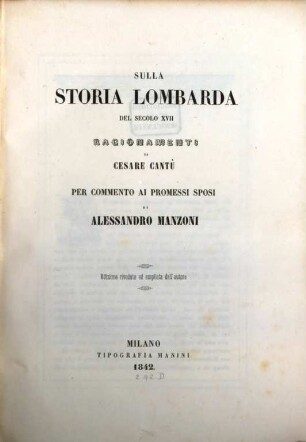 SULLA
STORIA LOMBARDA
DEL SECOLO XVII
RAGIONAMENTI
DI
CESARE CANTÙ
PER COMMENTO AI PROMESSI SPOSI
DI
ALESSANDRO MANZONI
Edizione riveduta ed ampliata dell'autore
MILANO
TIPOGRAFIA MANINI
1842.